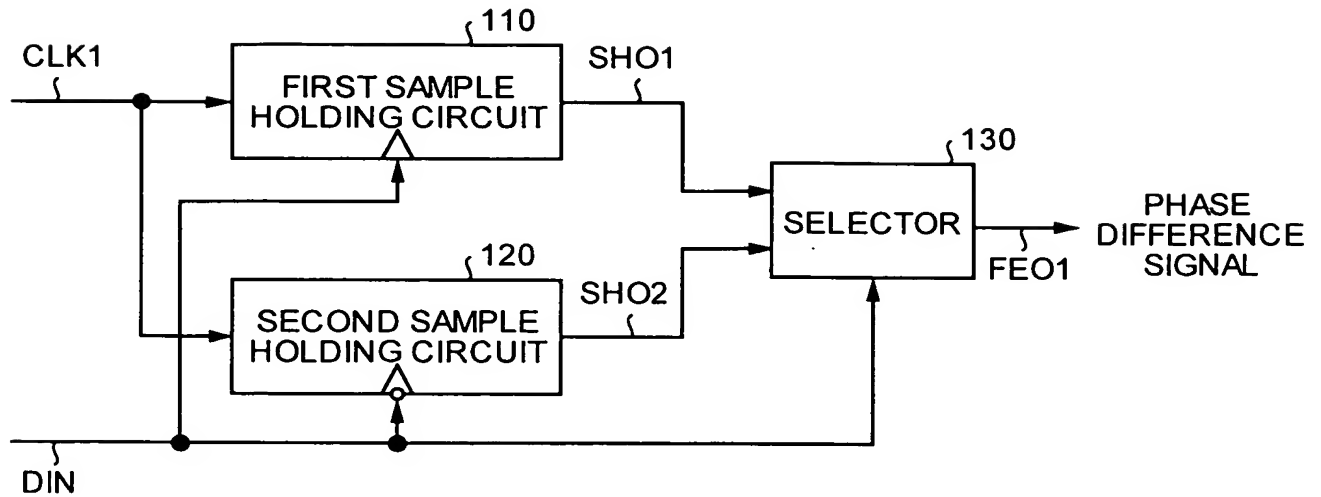 110
CLK1
FIRST SAMPLE
HOLDING CIRCUIT
SHO1
130
SELECTOR
PHASE
DIFFERENCE
SIGNAL
FEO1
120
SECOND SAMPLE
HOLDING CIRCUIT
SHO2
DIN